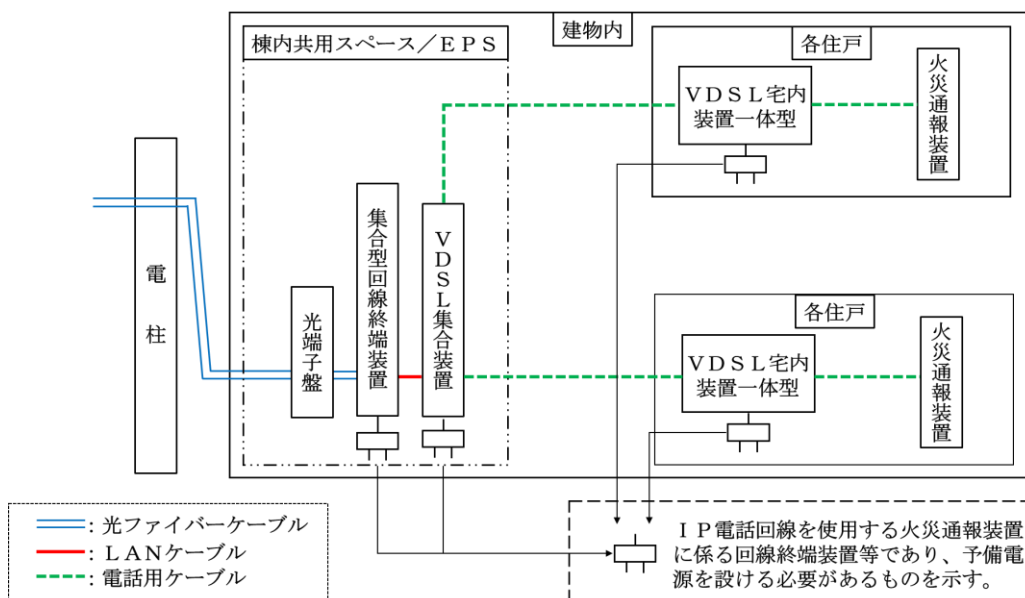 建物内
棟内共用スペース／ＥＰＳ
各住戸
ＶＤＳＬ宅内
装置一体型
火災通報装置
電柱
光端子盤
集合型回線終端装置
ＶＤＳＬ集合装置
各住戸
ＶＤＳＬ宅内
装置一体型
火災通報装置
：光ファイバーケーブル
：ＬＡＮケーブル
：電話用ケーブル
ＩＰ電話回線を使用する火災通報装置
に係る回線終端装置等であり、予備電
源を設ける必要があるものを示す。